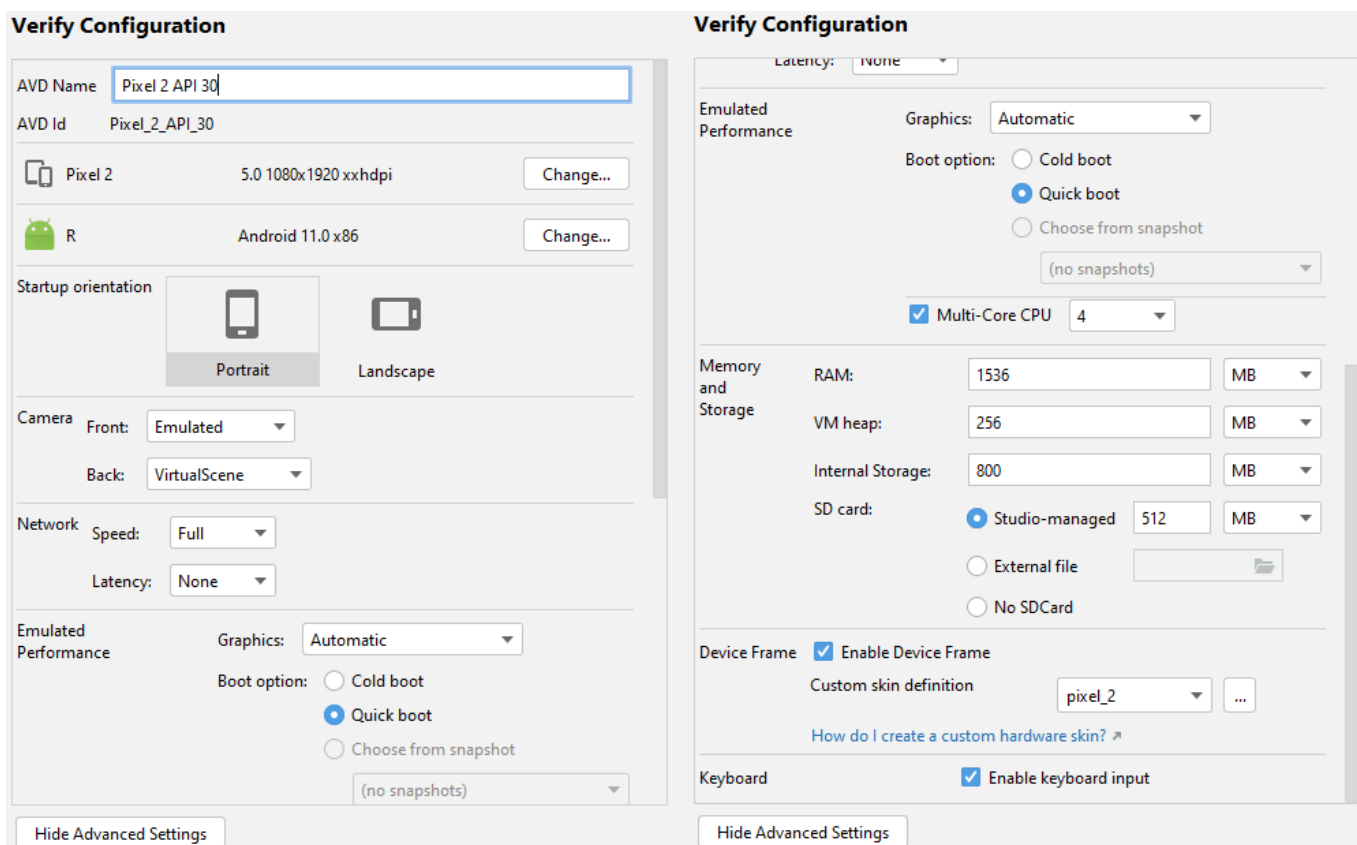 Verify Configuration
AVD Name Pixel 2 API 30
AVD Id Pixel_2_API_30
Pixel 2 5.0 1080x1920 xxhdpi Change...
R Android 11.0 x86 Change...
Startup orientation
Portrait Landscape
Camera Front: Emulated
Back: VirtualScene
Network Speed: Full
Latency: None
Emulated
Performance
Graphics: Automatic
Boot option: Cold boot
Quick boot
Choose from snapshot
(no snapshots)
Hide Advanced Settings
Verify Configuration
Latency: None
Emulated
Performance
Graphics: Automatic
Boot option: Cold boot
Quick boot
Choose from snapshot
(no snapshots)
Multi-Core CPU 4
Memory
and
Storage
RAM: 1536 MB
VM heap: 256 MB
Internal Storage: 800 MB
SD card: Studio-managed 512 MB
External file
No SDCard
Device Frame Enable Device Frame
Custom skin definition pixel_2 ...
How do I create a custom hardware skin?
Keyboard Enable keyboard input
Hide Advanced Settings